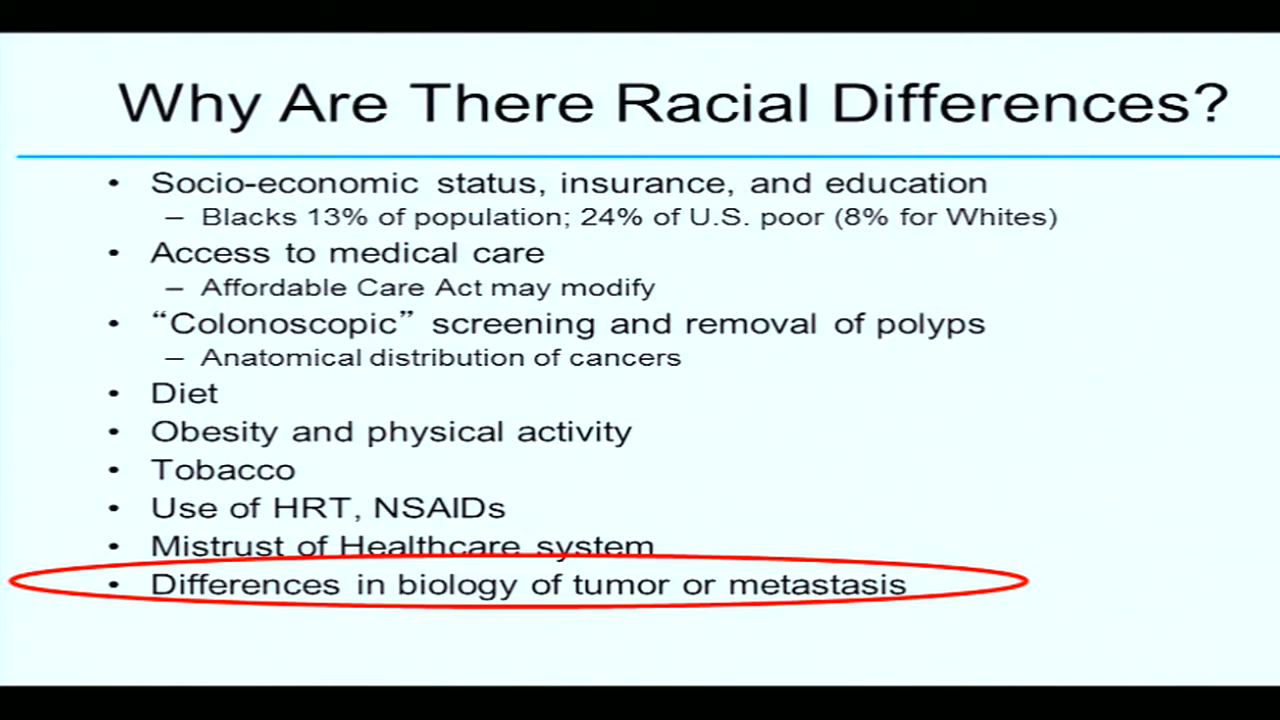 Why Are There Racial Differences?
• Socio-economic status, insurance, and education
– Blacks 13% of population; 24% of U.S. poor (8% for Whites)
• Access to medical care
– Affordable Care Act may modify
• “Colonoscopic” screening and removal of polyps
– Anatomical distribution of cancers
• Diet
• Obesity and physical activity
• Tobacco
• Use of HRT, NSAIDs
• Mistrust of Healthcare system
• Differences in biology of tumor or metastasis